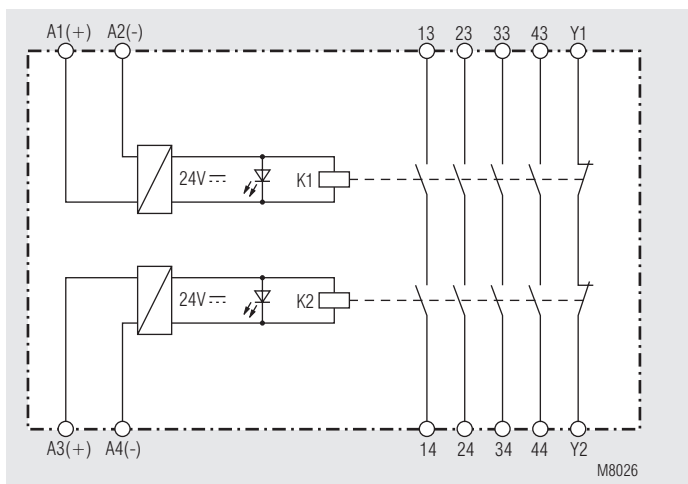 A1(+) A2(-) 13 23 33 43 Y1
24V K1
24V K2
A3(+) A4(-) 14 24 34 44 Y2
M8026